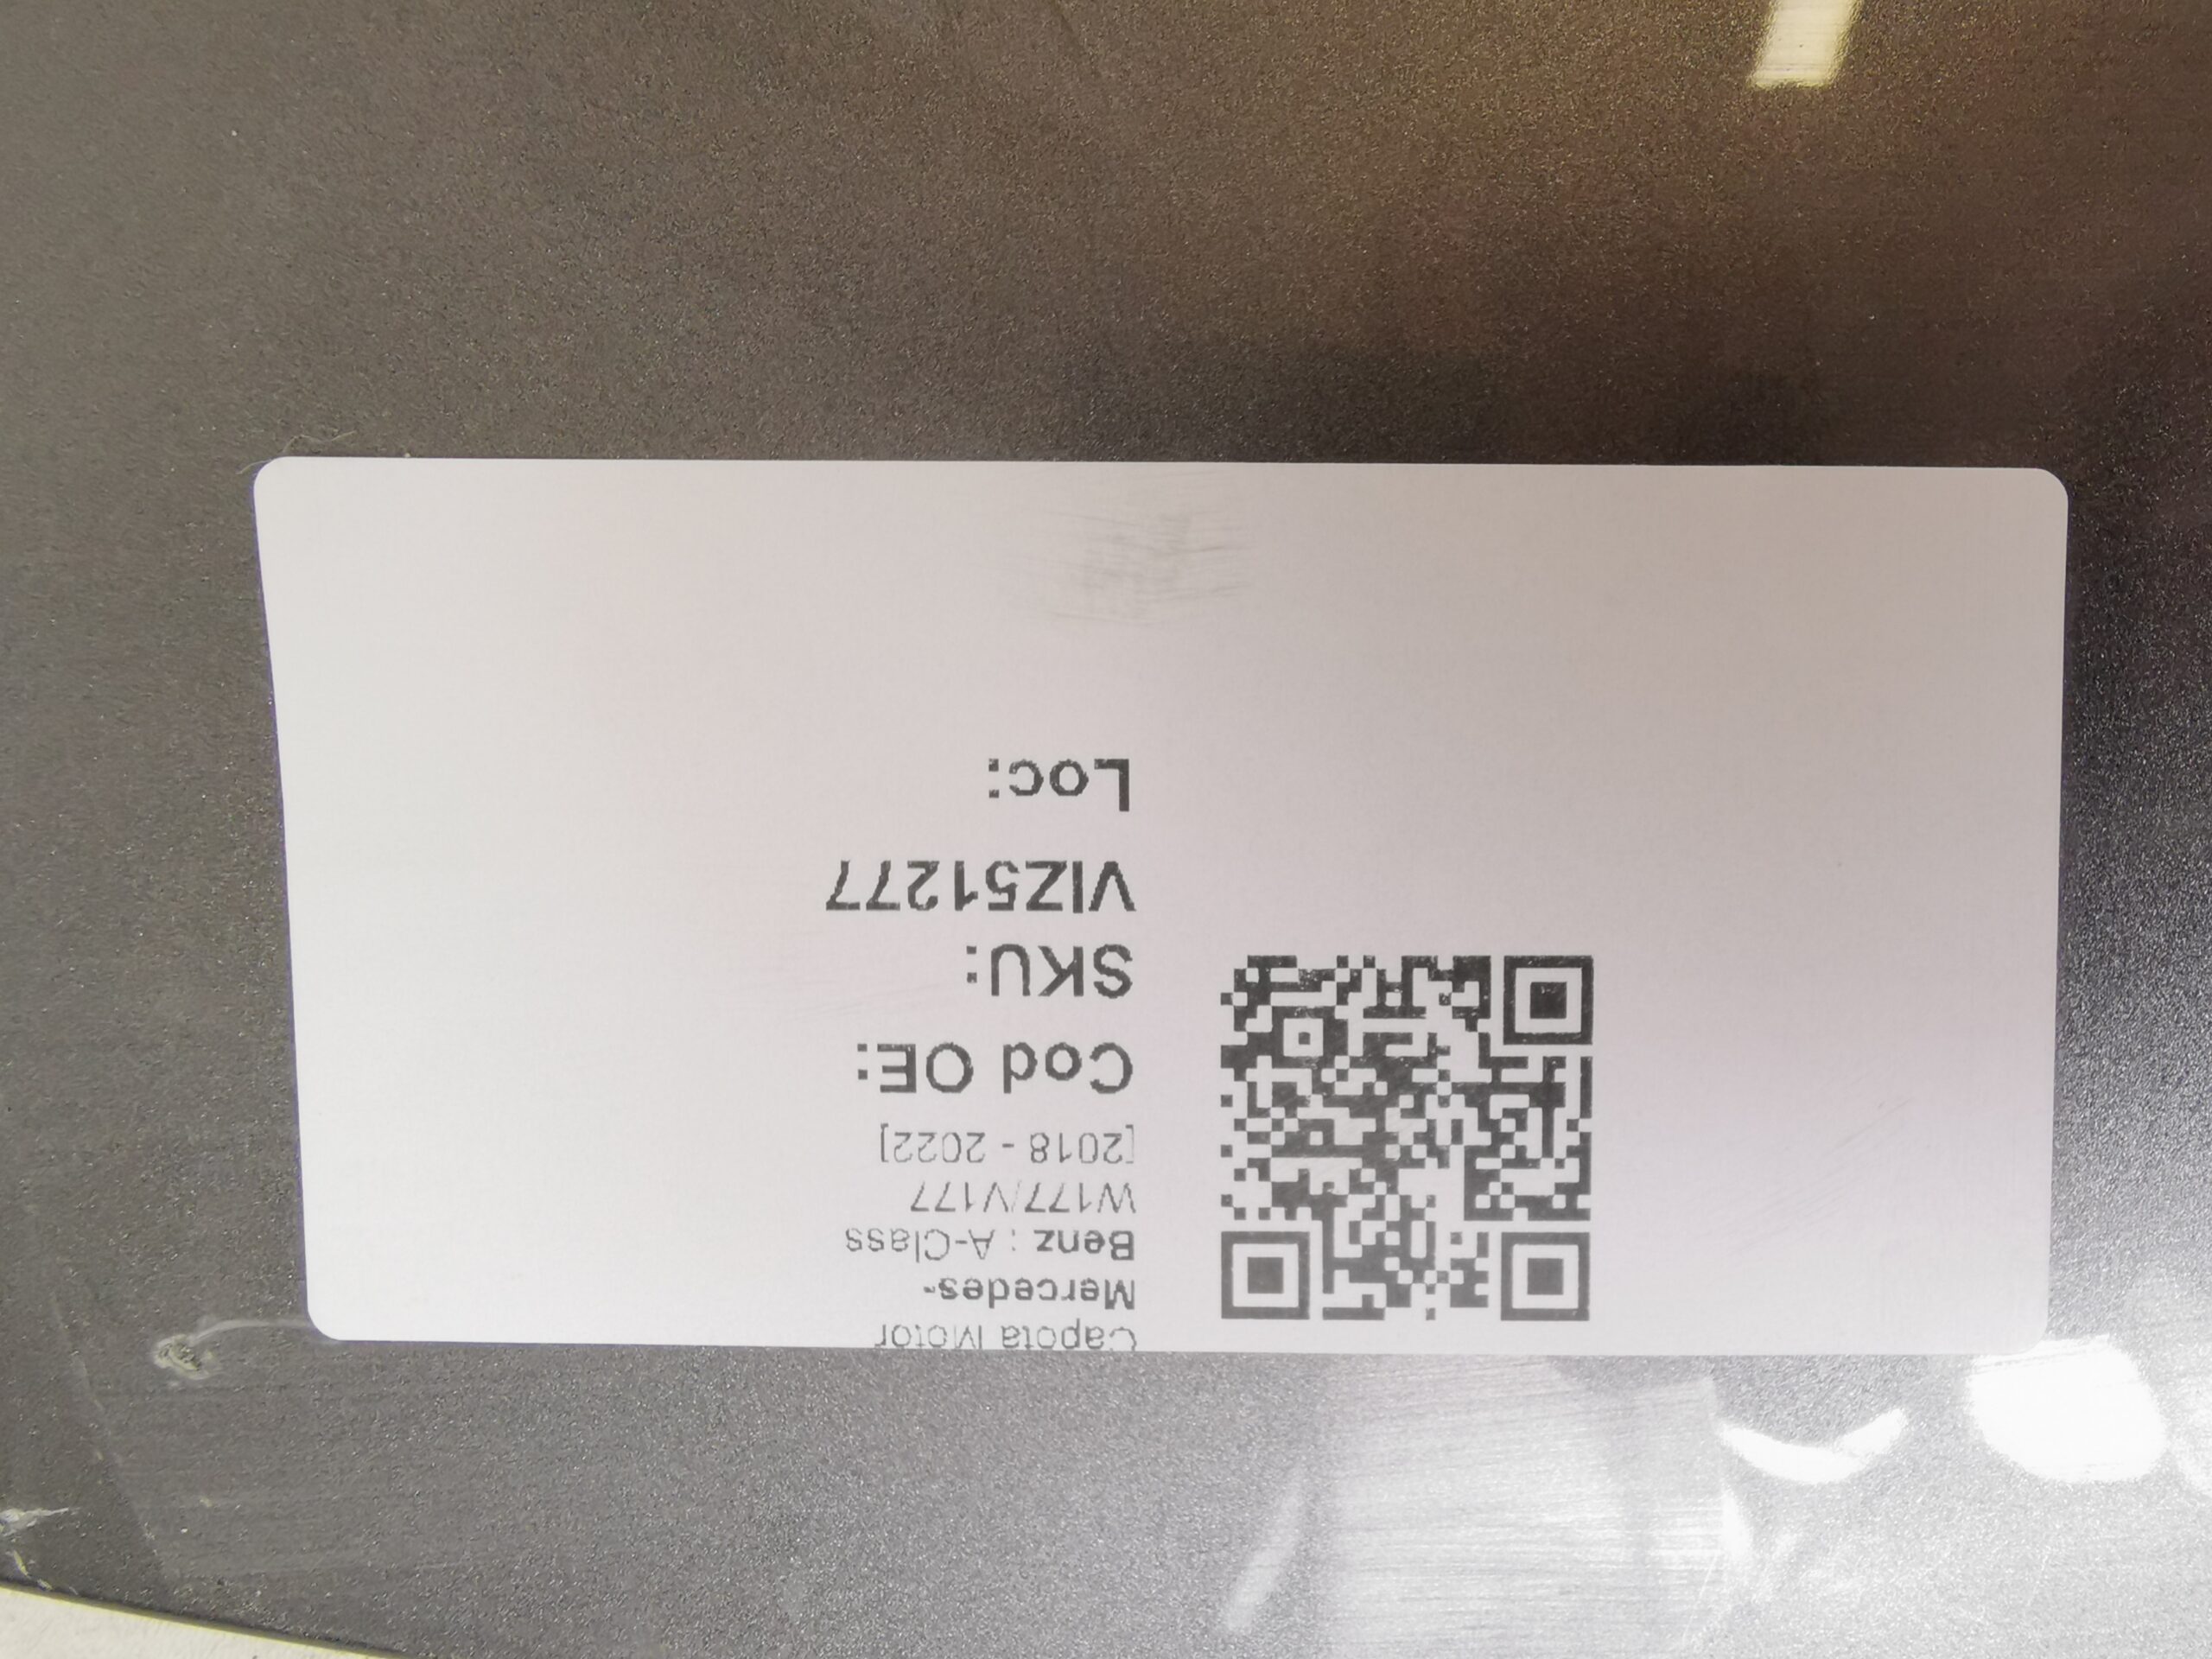 Capota Motor
Mercedes-
Benz : A-Class
W177/V177
[2018 - 2022]
Cod OE:
SKU:
VIZ51277
Loc: